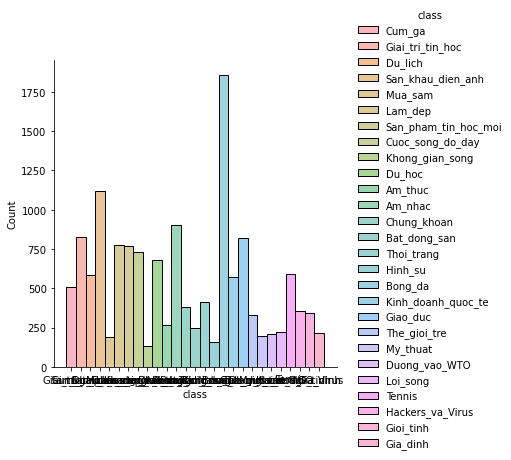 class
Cum_ga
Giai_tri_tin_hoc
Du_lich
San_khau_dien_anh
Mua_sam
Lam_dep
San_pham_tin_hoc_moi
Cuoc_song_do_day
Khong_gian_song
Du_hoc
Am_thuc
Am_nhac
Chung_khoan
Bat_dong_san
Thoi_trang
Hinh_su
Bong_da
Kinh_doanh_quoc_te
Giao_duc
The_gioi_tre
My_thuat
Duong_vao_WTO
Loi_song
Tennis
Hackers_va_Virus
Gioi_tinh
Gia_dinh
Count
1750
1500
1250
1000
750
500
250
0
class